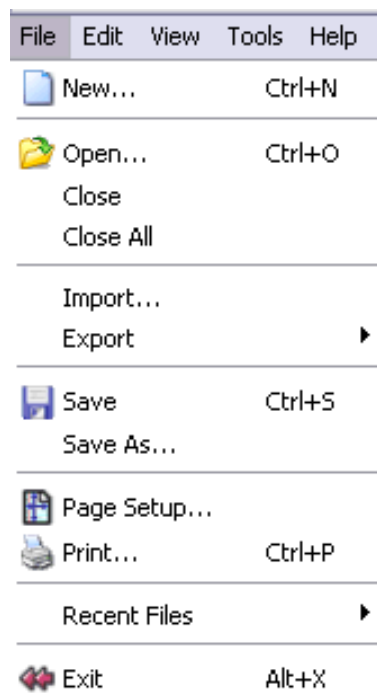 File Edit View Tools Help
New... Ctrl+N
Open... Ctrl+O
Close
Close All
Import...
Export
Save Ctrl+S
Save As...
Page Setup...
Print... Ctrl+P
Recent Files
Exit Alt+X